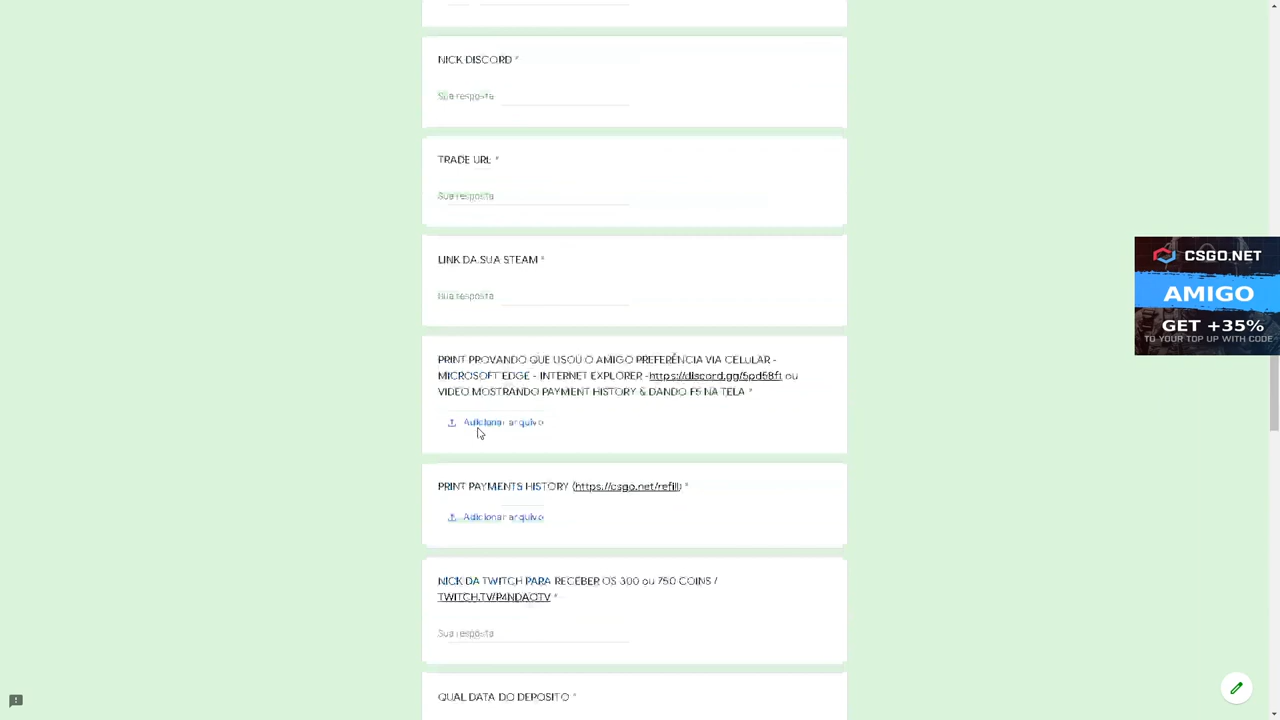 NICK DISCORD *
Sua resposta
TRADE URL *
Sua resposta
LINK DA SUA STEAM *
Sua resposta
PRINT PROVANDO QUE USOU O AMIGO PREFERÊNCIA VIA CELULAR -
MICROSOFT EDGE - INTERNET EXPLORER -https://discord.gg/ ou
VIDEO MOSTRANDO PAYMENT HISTORY & DANDO F5 NA TELA *
Adicionar arquivo
PRINT PAYMENTS HISTORY (https://csgo.net/refill) *
Adicionar arquivo
NICK DA TWITCH PARA RECEBER OS 300 ou 750 COINS /
TWITCH.TV/P4NDAOTV *
Sua resposta
QUAL DATA DO DEPOSITO *
CSGO.NET
AMIGO
GET +35%
TO YOUR TOP UP WITH CODE